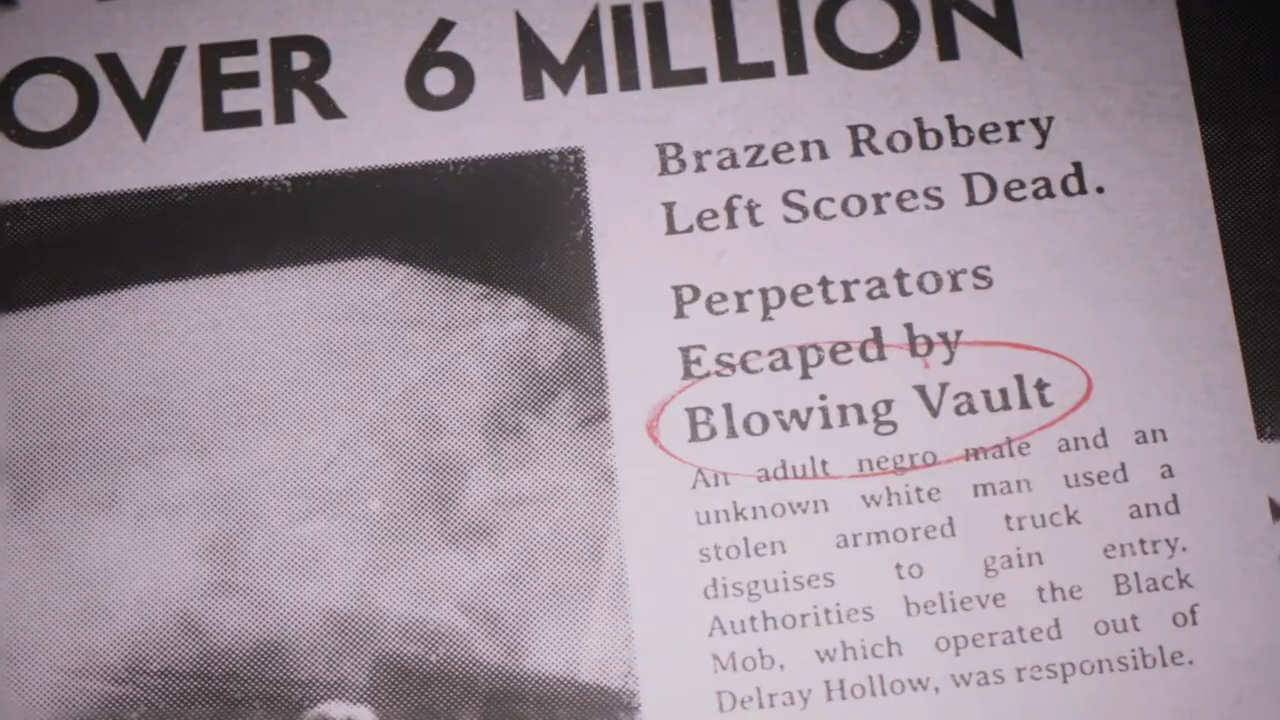 OVER 6 MILLION
Brazen Robbery
Left Scores Dead.
Perpetrators
Escaped by
Blowing Vault
An adult negro male and an
unknown white man used a
stolen armored truck and
disguises to gain entry.
Authorities believe the Black
Mob, which operated out of
Delray Hollow, was responsible.